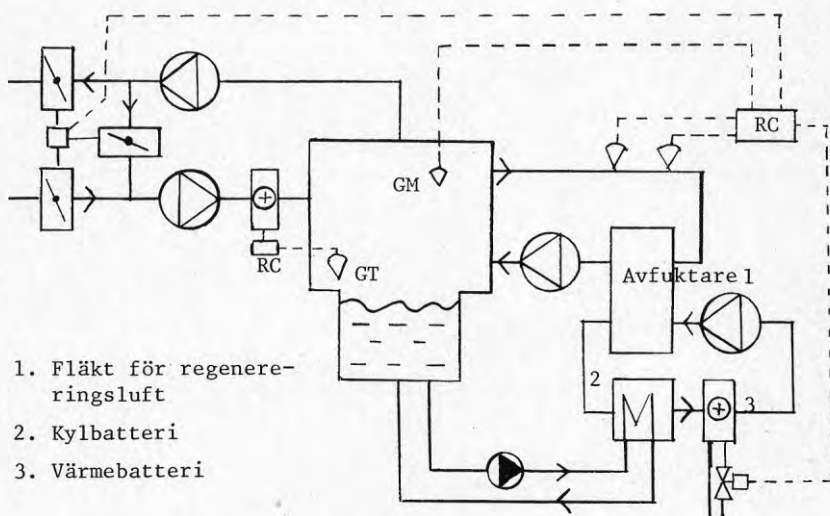 RC
GM
RC
GT
Avfuktare 1
2
3
1. Fläkt för regenere-
ringsluft
2. Kylbatteri
3. Värmebatteri